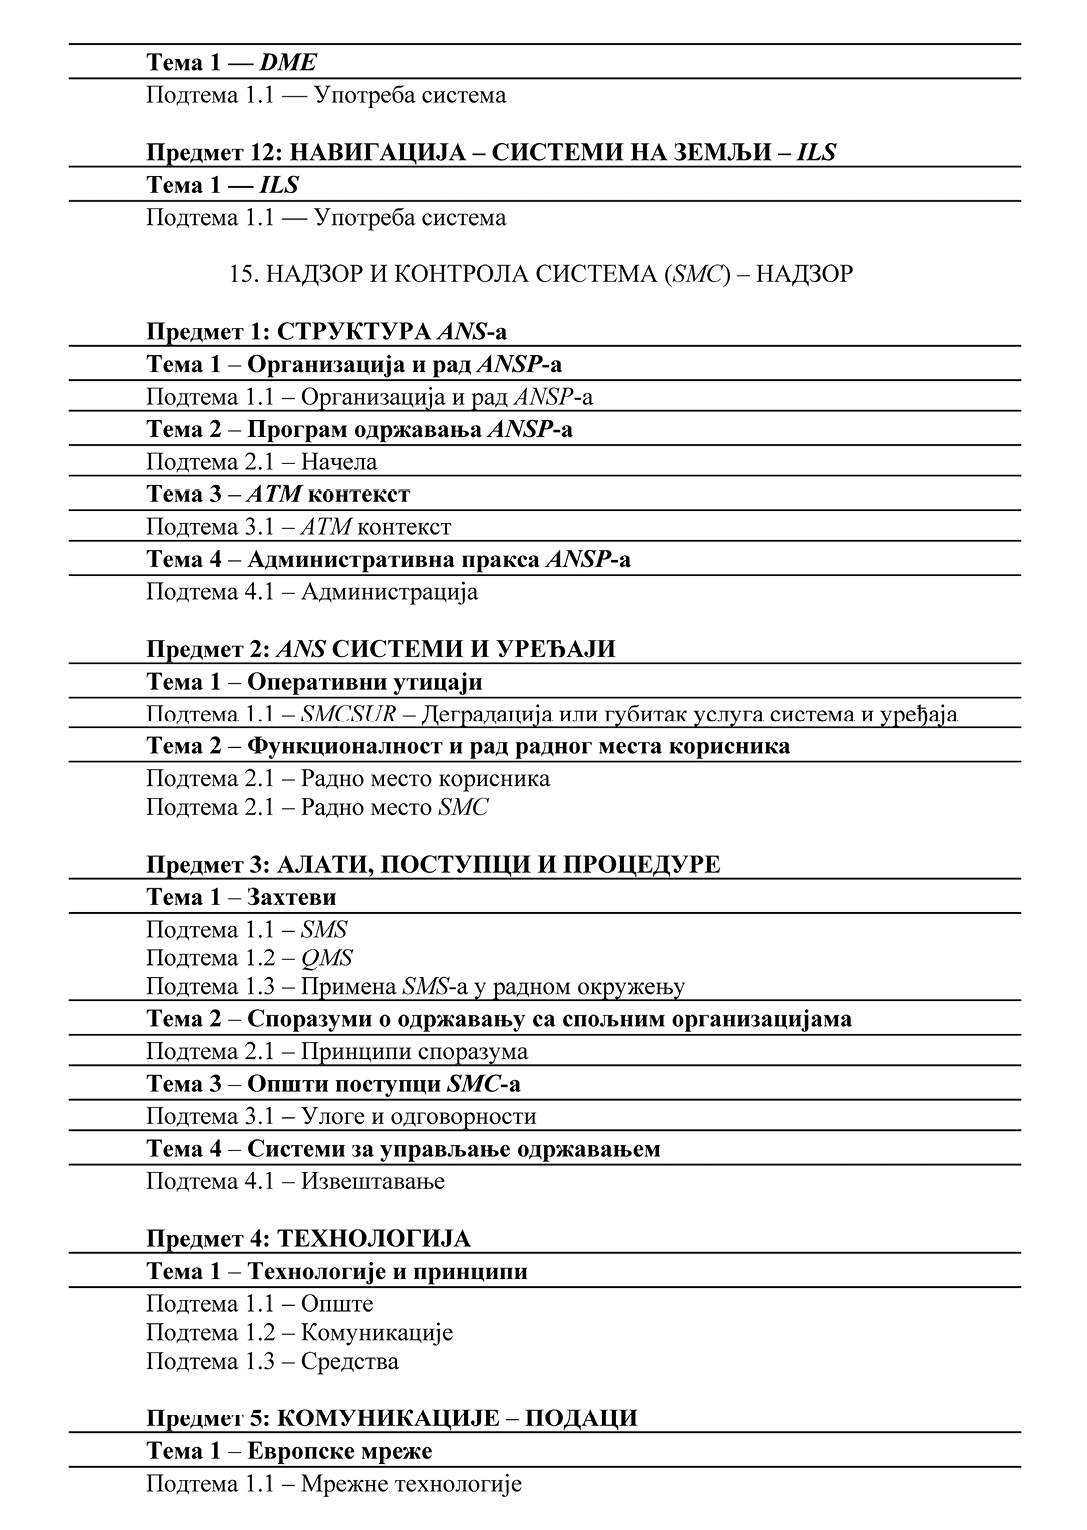 Тема 1 — DME
Подтема 1.1 — Употреба система
Предмет 12: НАВИГАЦИЈА – СИСТЕМИ НА ЗЕМЉИ – ILS
Тема 1 — ILS
Подтема 1.1 — Употреба система
15. НАДЗОР И КОНТРОЛА СИСТЕМА (SMC) – НАДЗОР
Предмет 1: СТРУКТУРА ANS-а
Тема 1 – Организација и рад ANSP-а
Подтема 1.1 – Организација и рад ANSP-а
Тема 2 – Програм одржавања ANSP-а
Подтема 2.1 – Начела
Тема 3 – ATM контекст
Подтема 3.1 – ATM контекст
Тема 4 – Административна пракса ANSP-а
Подтема 4.1 – Администрација
Предмет 2: ANS СИСТЕМИ И УРЕЂАЈИ
Тема 1 – Оперативни утицаји
Подтема 1.1 – SMCSUR – Деградација или губитак услуга система и уређаја
Тема 2 – Функционалност и рад радног места корисника
Подтема 2.1 – Радно место корисника
Подтема 2.1 – Радно место SMC
Предмет 3: АЛАТИ, ПОСТУПЦИ И ПРОЦЕДУРЕ
Тема 1 – Захтеви
Подтема 1.1 – SMS
Подтема 1.2 – QMS
Подтема 1.3 – Примена SMS-а у радном окружењу
Тема 2 – Споразуми о одржавању са спољним организацијама
Подтема 2.1 – Принципи споразума
Тема 3 – Општи поступци SMC-а
Подтема 3.1 – Улоге и одговорности
Тема 4 – Системи за управљање одржавањем
Подтема 4.1 – Извештавање
Предмет 4: ТЕХНОЛОГИЈА
Тема 1 – Технологије и принципи
Подтема 1.1 – Опште
Подтема 1.2 – Комуникације
Подтема 1.3 – Средства
Предмет 5: КОМУНИКАЦИЈЕ – ПОДАЦИ
Тема 1 – Европске мреже
Подтема 1.1 – Мрежне технологије